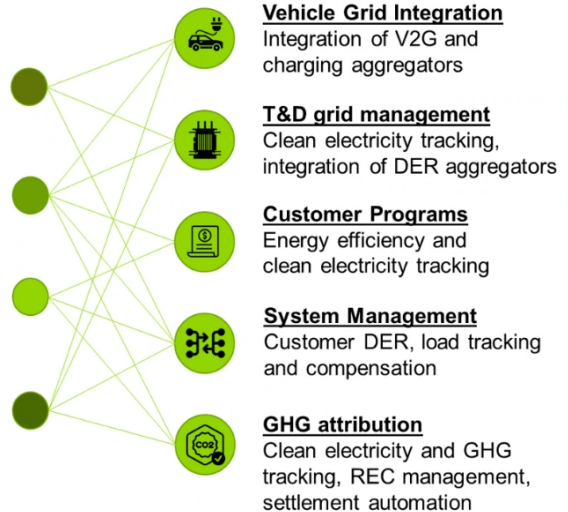 Vehicle Grid Integration
Integration of V2G and
charging aggregators
T&D grid management
Clean electricity tracking,
integration of DER aggregators
Customer Programs
Energy efficiency and
clean electricity tracking
System Management
Customer DER, load tracking
and compensation
CO2
GHG attribution
Clean electricity and GHG
tracking, REC management,
settlement automation